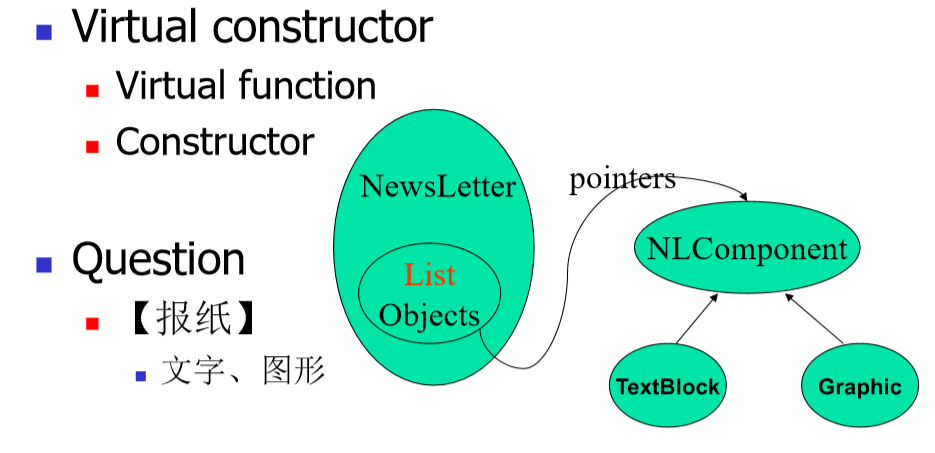 Virtual constructor
Virtual function
Constructor
Question
【报纸】
文字、图形
NewsLetter
List
Objects
pointers
NLComponent
TextBlock
Graphic